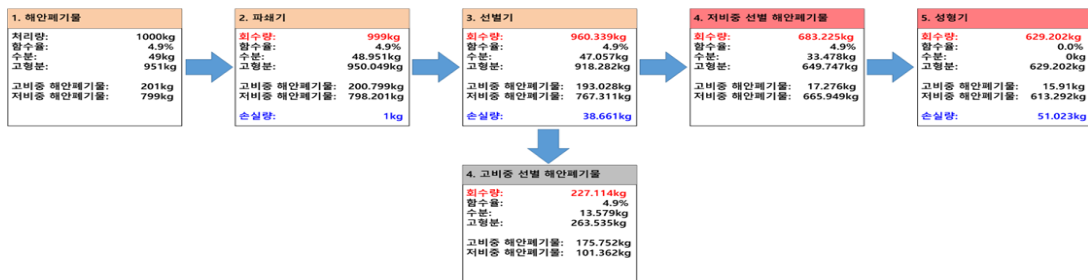 1. 해안폐기물
처리량: 1000kg
함수율: 4.9%
수분: 49kg
고형분: 951kg
고비중 해안폐기물: 201kg
저비중 해안폐기물: 799kg
2. 파쇄기
회수량: 999kg
함수율: 4.9%
수분: 48.951kg
고형분: 950.049kg
고비중 해안폐기물: 200.799kg
저비중 해안폐기물: 798.201kg
손실량: 1kg
3. 선별기
회수량: 960.339kg
함수율: 4.9%
수분: 47.057kg
고형분: 918.282kg
고비중 해안폐기물: 193.028kg
저비중 해안폐기물: 767.311kg
손실량: 38.661kg
4. 저비중 선별 해안폐기물
회수량: 683.225kg
함수율: 4.9%
수분: 33.478kg
고형분: 649.747kg
고비중 해안폐기물: 17.276kg
저비중 해안폐기물: 665.949kg
5. 성형기
회수량: 629.202kg
함수율: 0.0%
수분: 0kg
고형분: 629.202kg
고비중 해안폐기물: 15.91kg
저비중 해안폐기물: 613.292kg
손실량: 51.023kg
4. 고비중 선별 해안폐기물
회수량: 227.114kg
함수율: 4.9%
수분: 13.579kg
고형분: 263.535kg
고비중 해안폐기물: 175.752kg
저비중 해안폐기물: 101.362kg